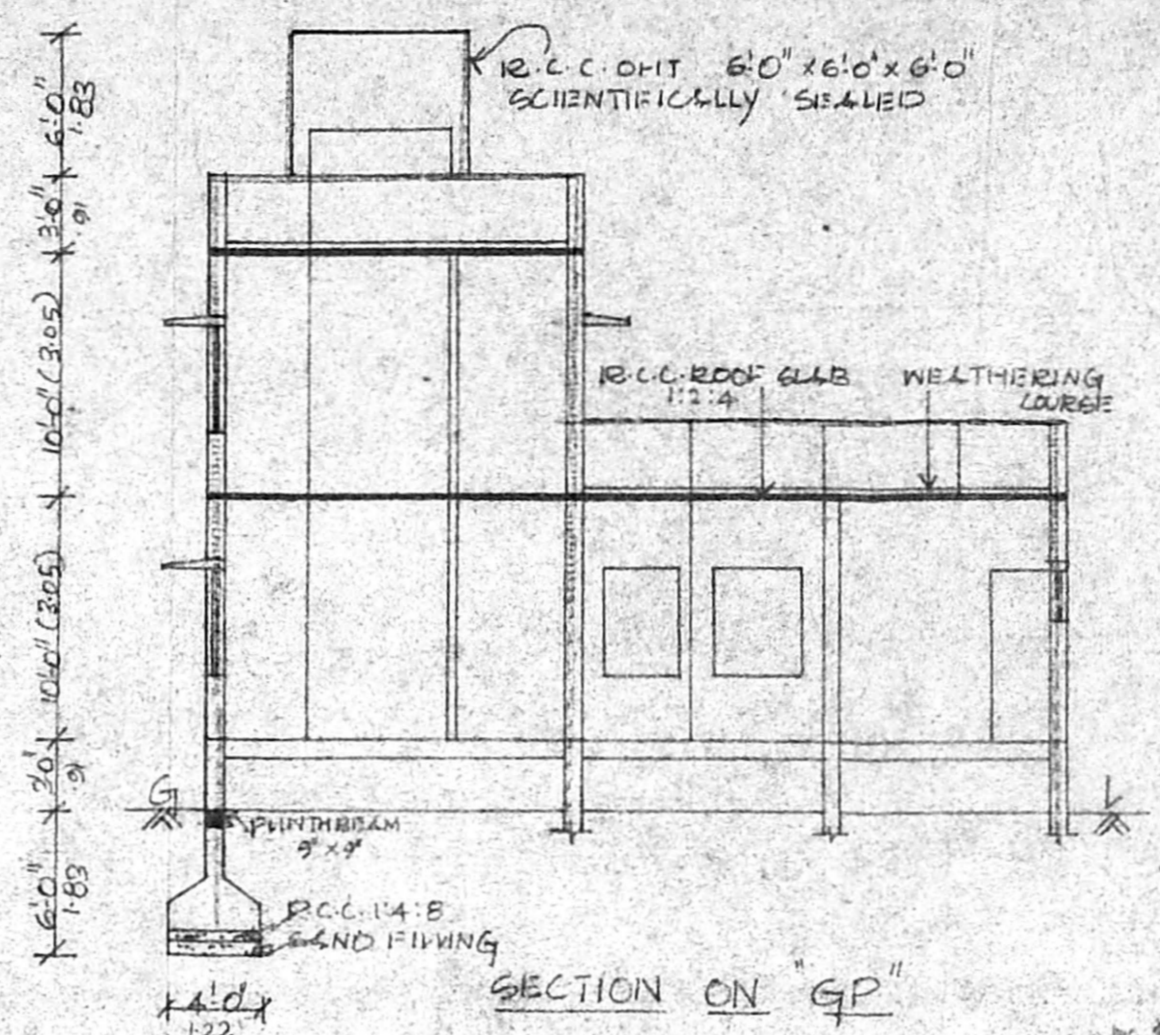 R.C.C. OHT 6'0" x 6'0" x 6'0"
SCIENTIFICALLY SEALED
6'0"
1.83
3'0"
.91
10'-0" (3.05)
R.C.C. ROOF SLAB
1:2:4
WEATHERING
COURSE
10'-0" (3.05)
3'0"
.91
G
L
PLINTH BEAM
9" x 9"
6'-0"
1.83
P.C.C. 1:4:8
SAND FILLING
4'-0"
1.22
SECTION ON "GP"